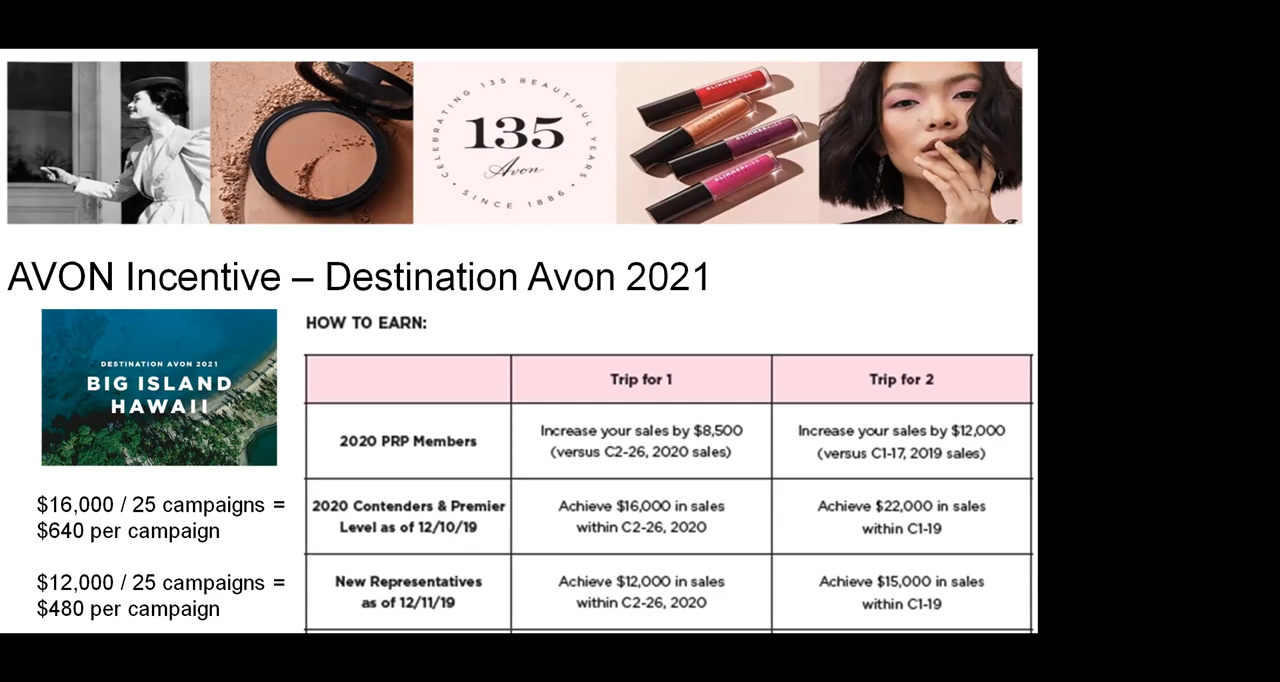 CELEBRATING 135 BEAUTIFUL YEARS
135
Avon
SINCE 1886
GLIMMERKISS
GLIMMERKISS
GLIMMERKISS
AVON Incentive – Destination Avon 2021
DESTINATION AVON 2021
BIG ISLAND
HAWAII
$16,000 / 25 campaigns =
$640 per campaign
$12,000 / 25 campaigns =
$480 per campaign
HOW TO EARN:
Trip for 1
Trip for 2
2020 PRP Members
Increase your sales by $8,500
(versus C2-26, 2020 sales)
Increase your sales by $12,000
(versus C1-17, 2019 sales)
2020 Contenders & Premier
Level as of 12/10/19
Achieve $16,000 in sales
within C2-26, 2020
Achieve $22,000 in sales
within C1-19
New Representatives
as of 12/11/19
Achieve $12,000 in sales
within C2-26, 2020
Achieve $15,000 in sales
within C1-19